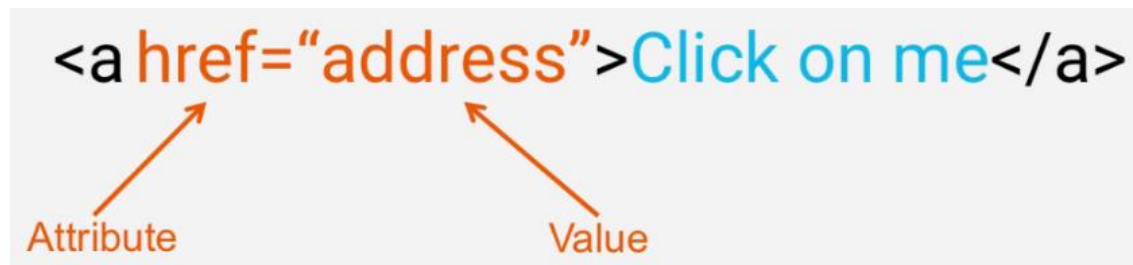 <a href=“address”>Click on me</a>
Attribute
Value